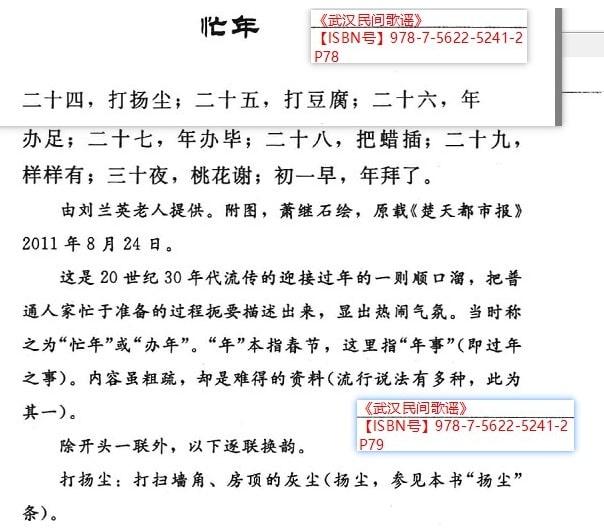 忙年
《武汉民间歌谣》
【ISBN号】978-7-5622-5241-2
P78
二十四，打扬尘；二十五，打豆腐；二十六，年
办足；二十七，年办毕；二十八，把蜡插；二十九，
样样有；三十夜，桃花谢；初一早，年拜了。
由刘兰英老人提供。附图，萧继石绘，原载《楚天都市报》
2011年8月24日。
这是20世纪30年代流传的迎接过年的一则顺口溜，把普
通人家忙于准备的过程扼要描述出来，显出热闹气氛。当时称
之为“忙年”或“办年”。“年”本指春节，这里指“年事”（即过年
之事）。内容虽粗疏，却是难得的资料（流行说法有多种，此为
其一）。
《武汉民间歌谣》
【ISBN号】978-7-5622-5241-2
P79
除开头一联外，以下逐联换韵。
打扬尘：打扫墙角、房顶的灰尘（扬尘，参见本书“扬尘”
条）。